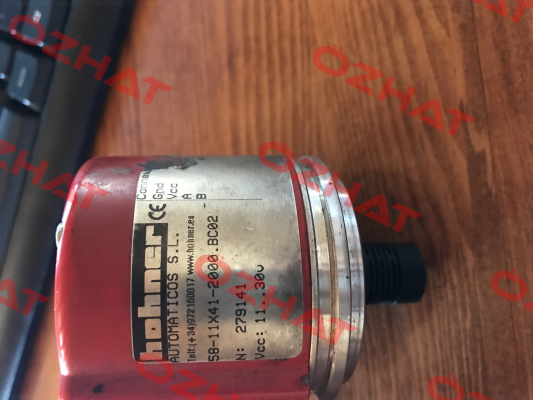 hohner CE
AUTOMATICOS S.L.
Telf:(+34)972160017 www.hohner.es
58-11X41-2000.BC02
N: 279141
Vcc: 11..30v
Gnd
Vcc
A
B
OZHAT
OZHAT
OZHAT
OZHAT